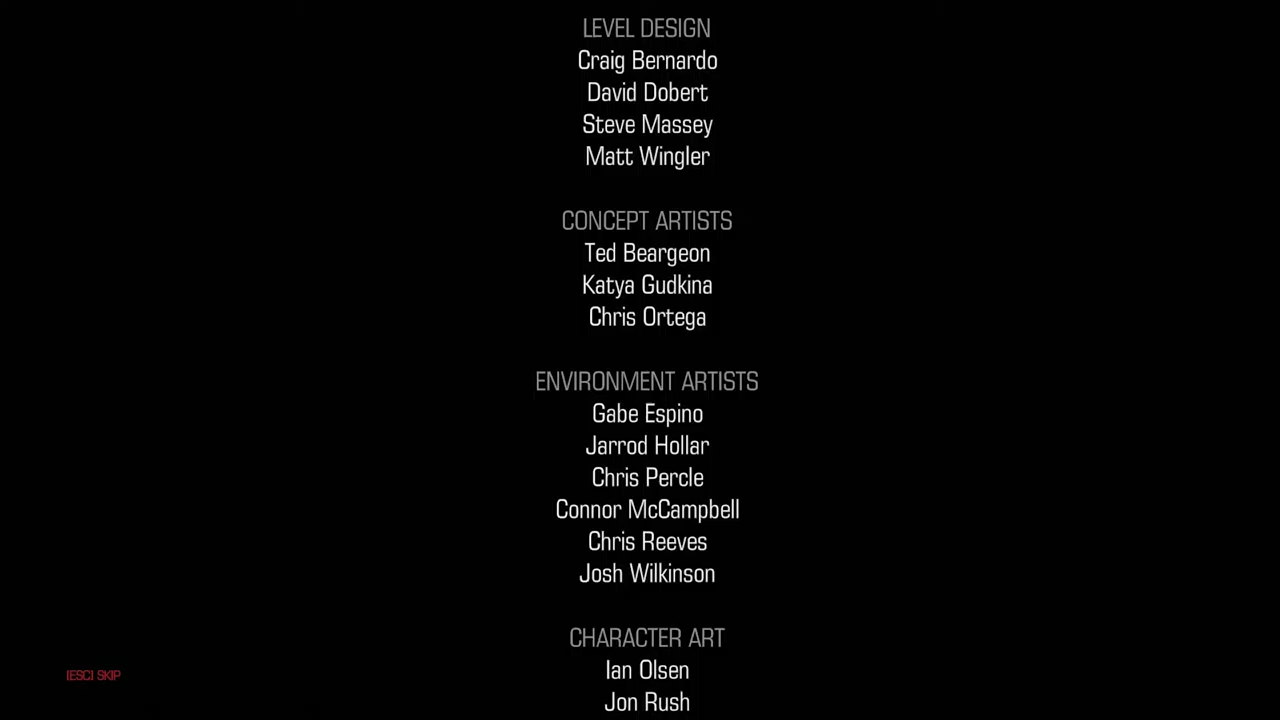 LEVEL DESIGN
Craig Bernardo
David Dobert
Steve Massey
Matt Wingler
CONCEPT ARTISTS
Ted Beargeon
Katya Gudkina
Chris Ortega
ENVIRONMENT ARTISTS
Gabe Espino
Jarrod Hollar
Chris Percle
Connor McCampbell
Chris Reeves
Josh Wilkinson
CHARACTER ART
Ian Olsen
Jon Rush
[ESC] SKIP